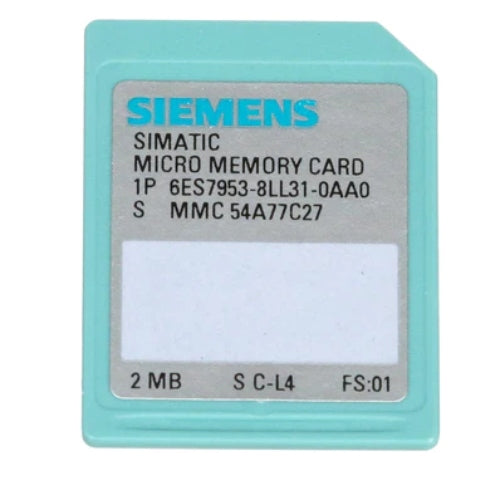 SIEMENS
SIMATIC
MICRO MEMORY CARD
1P 6ES7953-8LL31-0AA0
S MMC 54A77C27
2 MB S C-L4 FS:01